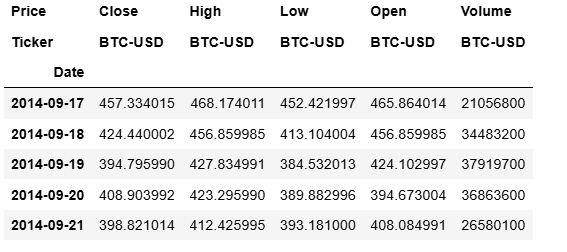 Price Close High Low Open Volume
Ticker BTC-USD BTC-USD BTC-USD BTC-USD BTC-USD
Date
2014-09-17 457.334015 468.174011 452.421997 465.864014 21056800
2014-09-18 424.440002 456.859985 413.104004 456.859985 34483200
2014-09-19 394.795990 427.834991 384.532013 424.102997 37919700
2014-09-20 408.903992 423.295990 389.882996 394.673004 36863600
2014-09-21 398.821014 412.425995 393.181000 408.084991 26580100